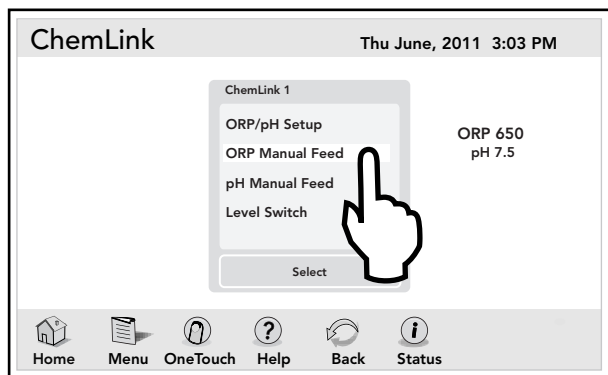 ChemLink
Thu June, 2011 3:03 PM
ChemLink 1
ORP/pH Setup
ORP Manual Feed
pH Manual Feed
Level Switch
Select
ORP 650
pH 7.5
Home Menu OneTouch Help Back Status